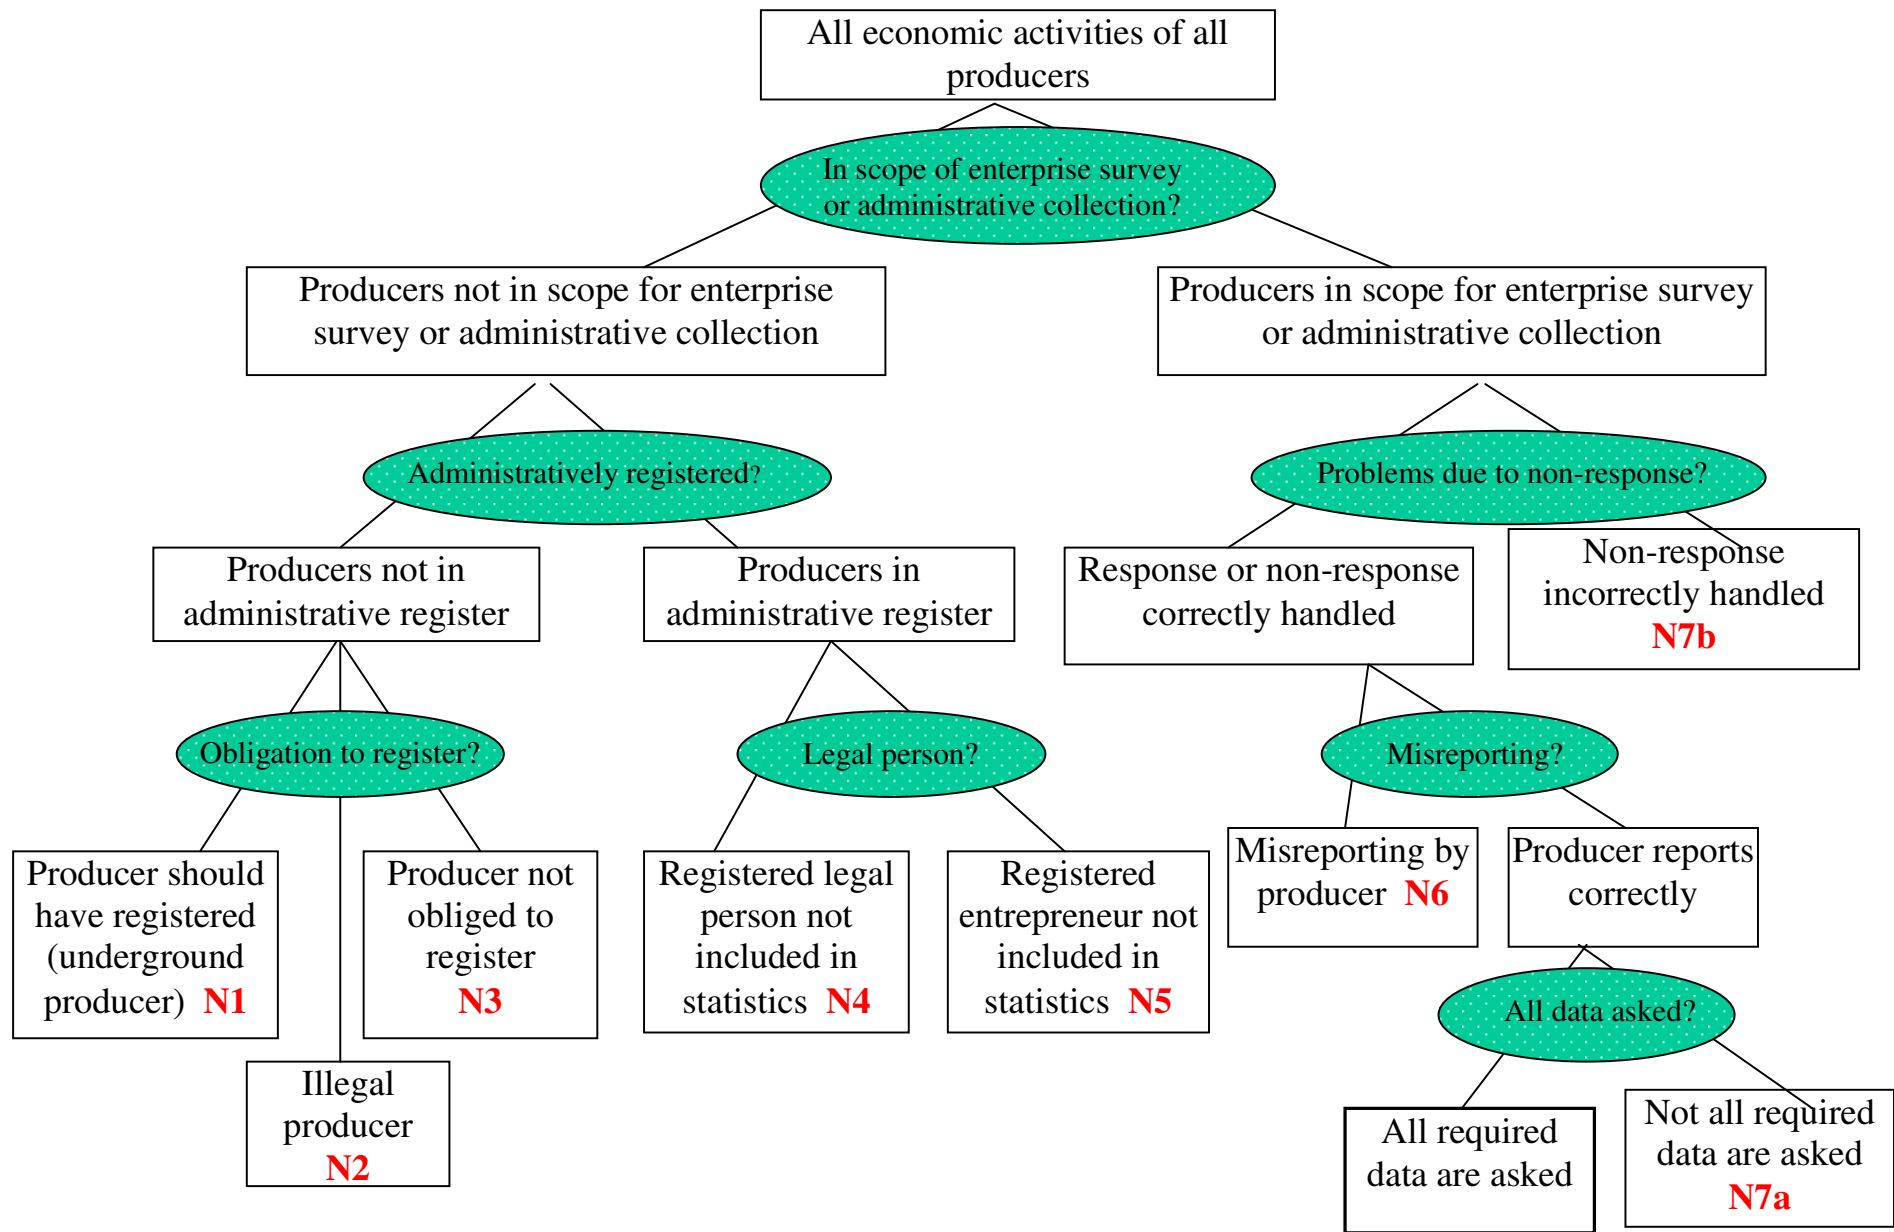 All economic activities of all
producers
In scope of enterprise survey
or administrative collection?
Producers not in scope for enterprise
survey or administrative collection
Producers in scope for enterprise survey
or administrative collection
Administratively registered?
Problems due to non-response?
Producers not in
administrative register
Producers in
administrative register
Response or non-response
correctly handled
Non-response
incorrectly handled
N7b
Obligation to register?
Legal person?
Misreporting?
Producer should
have registered
(underground
producer) N1
Producer not
obliged to
register
N3
Registered legal
person not
included in
statistics N4
Registered
entrepreneur not
included in
statistics N5
Misreporting by
producer N6
Producer reports
correctly
All data asked?
Illegal
producer
N2
All required
data are asked
Not all required
data are asked
N7a